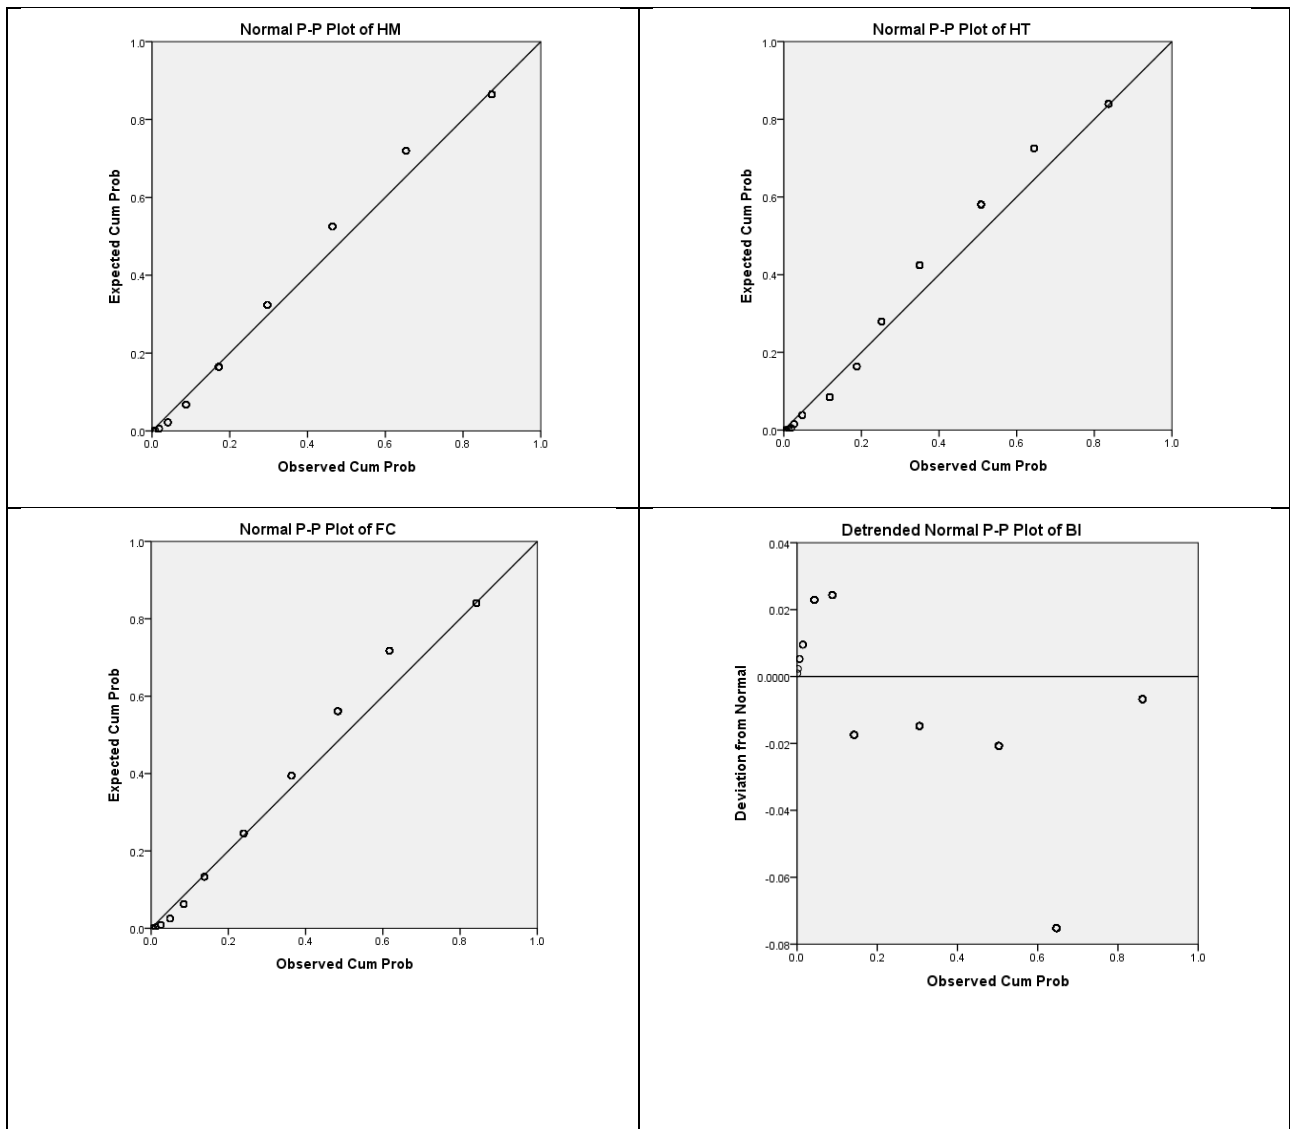 Normal P-P Plot of HM
1.0
0.8
0.6
0.4
0.2
0.0
Expected Cum Prob
0.0 0.2 0.4 0.6 0.8 1.0
Observed Cum Prob
Normal P-P Plot of HT
1.0
0.8
0.6
0.4
0.2
0.0
Expected Cum Prob
0.0 0.2 0.4 0.6 0.8 1.0
Observed Cum Prob
Normal P-P Plot of FC
1.0
0.8
0.6
0.4
0.2
0.0
Expected Cum Prob
0.0 0.2 0.4 0.6 0.8 1.0
Observed Cum Prob
Detrended Normal P-P Plot of BI
0.04
0.02
0.0000
-0.02
-0.04
-0.06
-0.08
Deviation from Normal
0.0 0.2 0.4 0.6 0.8 1.0
Observed Cum Prob